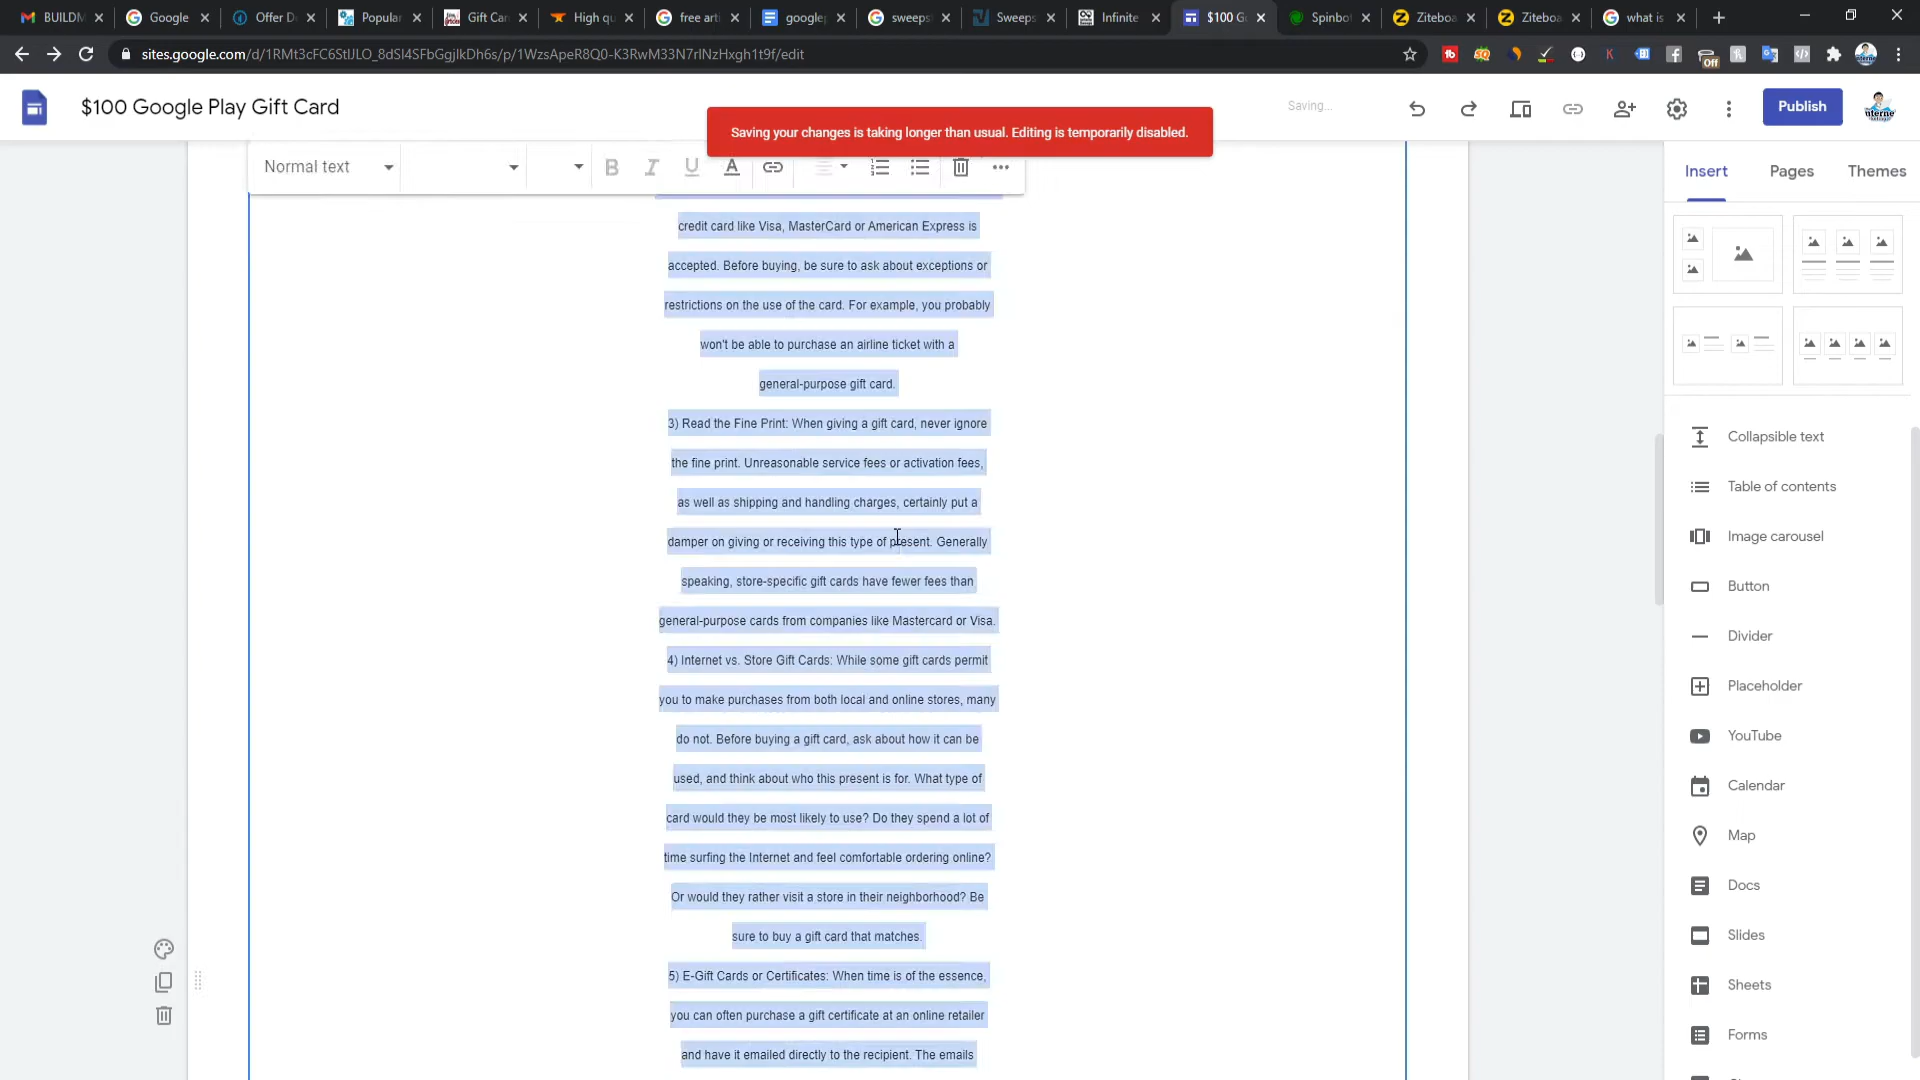 BUILDM
Google
Offer D
Popular
Gift Car
High qu
free arti
google
sweeps
Sweeps
Infinite
$100 G
Spinbot
Ziteboa
Ziteboa
what is
sites.google.com/d/1RMt3cFC6StIJLO_8dSl4SFbGgjlkDh6s/p/1WzsApeR8Q0-K3RwM33N7rlNzHxgh1t9f/edit
Off
$100 Google Play Gift Card
Saving your changes is taking longer than usual. Editing is temporarily disabled.
Saving...
Publish
Normal text
Insert
Pages
Themes
credit card like Visa, MasterCard or American Express is
accepted. Before buying, be sure to ask about exceptions or
restrictions on the use of the card. For example, you probably
won't be able to purchase an airline ticket with a
general-purpose gift card.
3) Read the Fine Print: When giving a gift card, never ignore
the fine print. Unreasonable service fees or activation fees,
as well as shipping and handling charges, certainly put a
damper on giving or receiving this type of present. Generally
speaking, store-specific gift cards have fewer fees than
general-purpose cards from companies like Mastercard or Visa.
4) Internet vs. Store Gift Cards: While some gift cards permit
you to make purchases from both local and online stores, many
do not. Before buying a gift card, ask about how it can be
used, and think about who this present is for. What type of
card would they be most likely to use? Do they spend a lot of
time surfing the Internet and feel comfortable ordering online?
Or would they rather visit a store in their neighborhood? Be
sure to buy a gift card that matches.
5) E-Gift Cards or Certificates: When time is of the essence,
you can often purchase a gift certificate at an online retailer
and have it emailed directly to the recipient. The emails
Collapsible text
Table of contents
Image carousel
Button
Divider
Placeholder
YouTube
Calendar
Map
Docs
Slides
Sheets
Forms